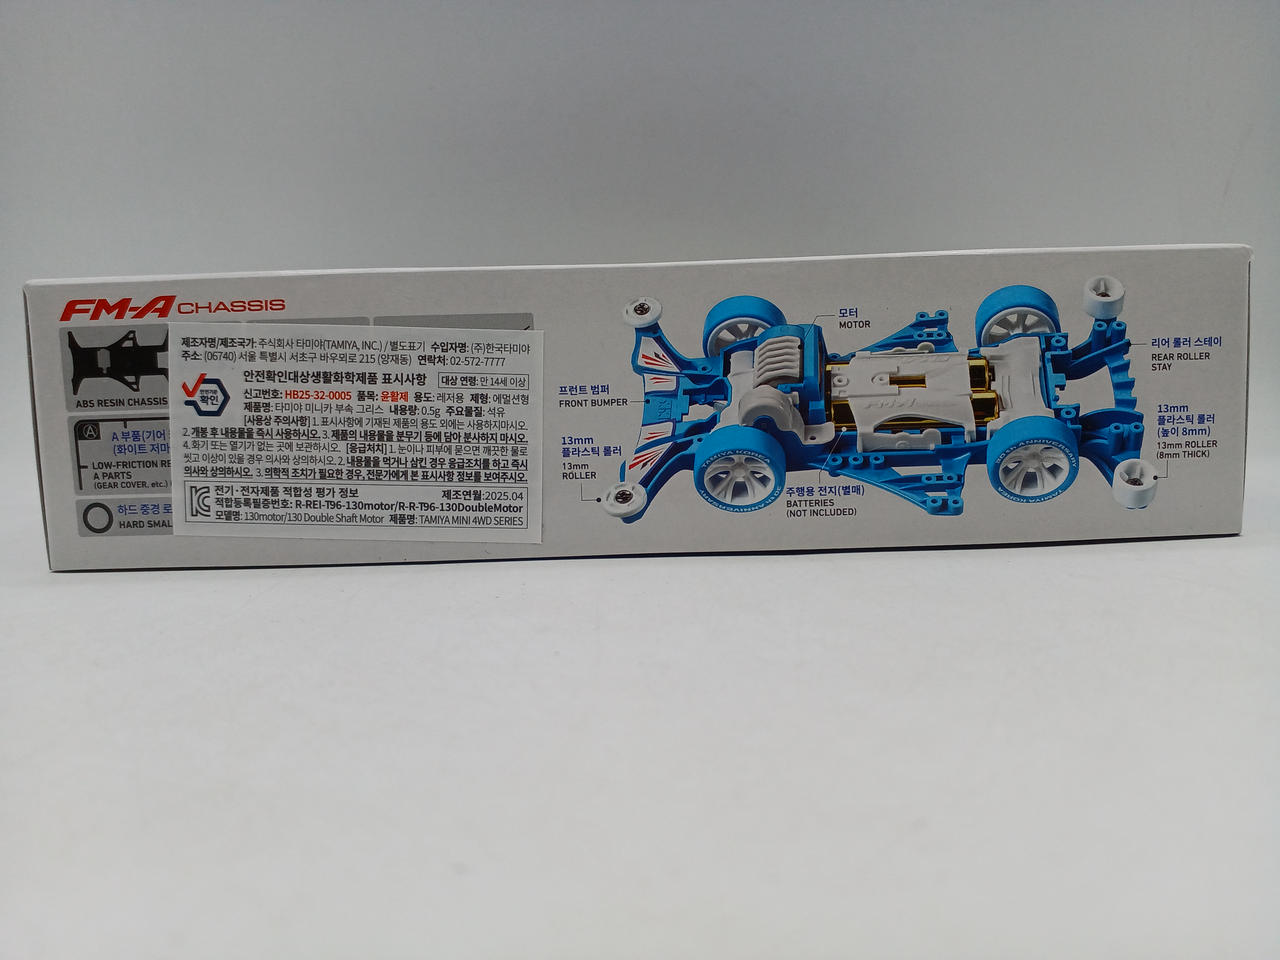 FM-A CHASSIS
ABS RESIN CHASSIS
A
A 부품(기어
(화이트 저마
LOW-FRICTION RE
A PARTS
(GEAR COVER, etc.)
하드 중경 로
HARD SMAL
제조자명/제조국가: 주식회사 타미야(TAMIYA, INC.) / 별도표기 수입자명: (주)한국타미야
주소: (06740) 서울 특별시 서초구 바우뫼로 215 (양재동) 연락처: 02-572-7777
안전확인대상생활화학제품 표시사항 대상 연령: 만 14세 이상
확인
신고번호: HB25-32-0005 품목: 윤활제 용도: 레저용 제형: 에멀션형
제품명: 타미야 미니카 부속 그리스 내용량: 0.5g 주요물질: 석유
[사용상 주의사항] 1. 표시사항에 기재된 제품의 용도 외에는 사용하지마시오.
2. 개봉 후 내용물을 즉시 사용하시오. 3. 제품의 내용물을 분무기 등에 담아 분사하지 마시오.
4. 화기 또는 열기가 없는 곳에 보관하시오. [응급처치] 1. 눈이나 피부에 묻으면 깨끗한 물로
씻고 이상이 있을 경우 의사와 상의하시오. 2. 내용물을 먹거나 삼킨 경우 응급조치를 하고 즉시
의사와 상의하시오. 3. 의학적 조치가 필요한 경우, 전문가에게 본 표시사항 정보를 보여주시오.
전기·전자제품 적합성 평가 정보 제조연월:2025.04
적합등록필증번호: R-REI-T96-130motor/R-R-T96-130DoubleMotor
모델명: 130motor/130 Double Shaft Motor 제품명: TAMIYA MINI 4WD SERIES
모터
MOTOR
프런트 범퍼
FRONT BUMPER
13mm
플라스틱 롤러
13mm
ROLLER
주행용 전지(별매)
BATTERIES
(NOT INCLUDED)
리어 롤러 스테이
REAR ROLLER
STAY
13mm
플라스틱 롤러
(높이 8mm)
13mm ROLLER
(8mm THICK)
FM-A
TAMIYA KOREA
30th ANNIVERSARY
30th ANNIVERSARY
TAMIYA KOREA